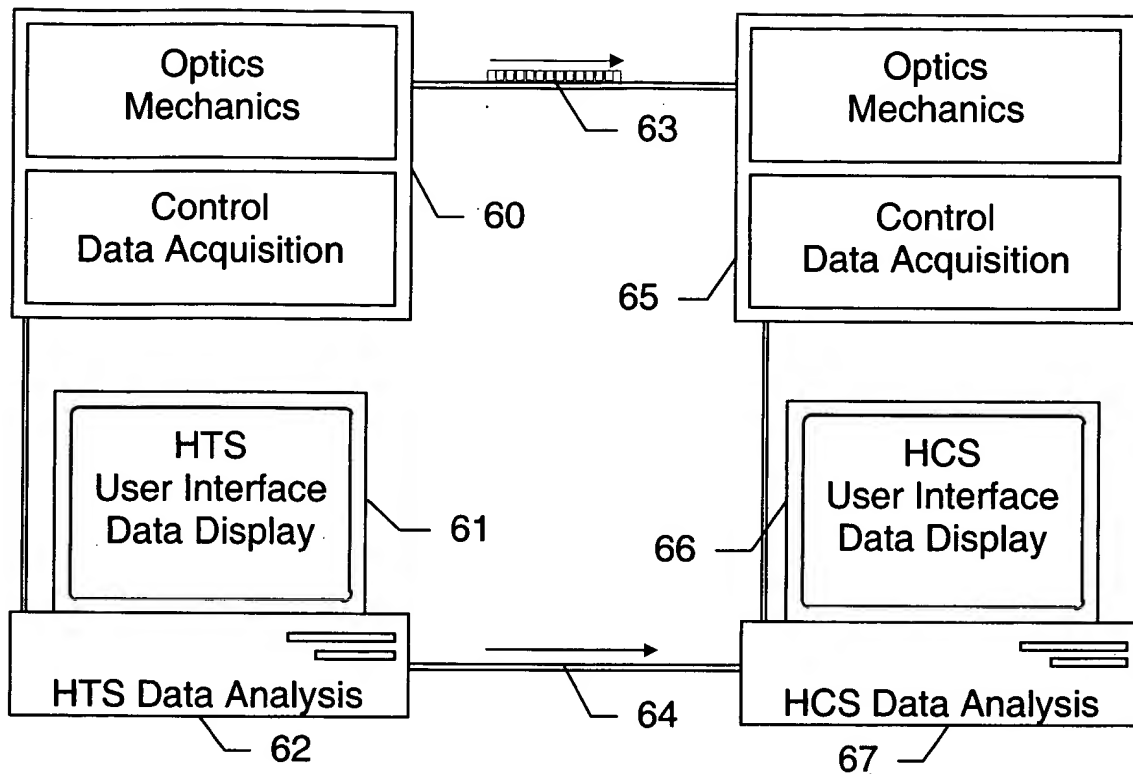 Optics
Mechanics
Control
Data Acquisition
60
63
Optics
Mechanics
Control
Data Acquisition
65
HTS
User Interface
Data Display
61
HTS Data Analysis
62
64
HCS
User Interface
Data Display
66
HCS Data Analysis
67